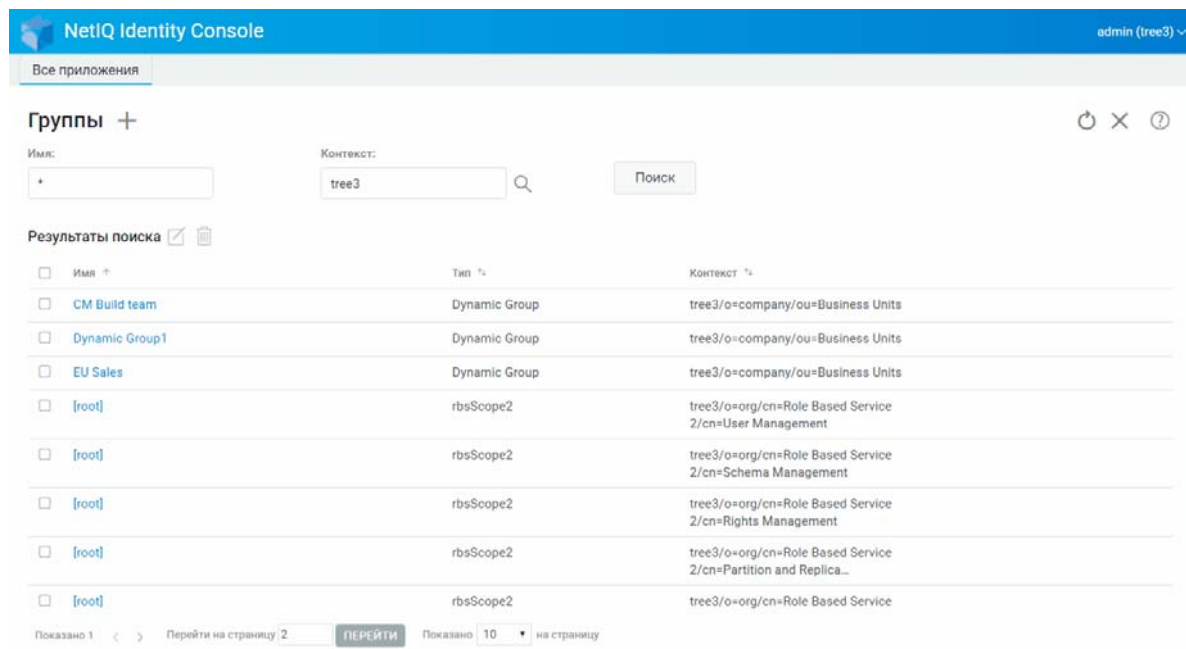 NetIQ Identity Console
admin (tree3)
Все приложения
Группы
Имя:
Контекст:
*
tree3
Поиск
Результаты поиска
Имя Тип Контекст
CM Build team Dynamic Group tree3/o=company/ou=Business Units
Dynamic Group1 Dynamic Group tree3/o=company/ou=Business Units
EU Sales Dynamic Group tree3/o=company/ou=Business Units
[root] rbsScope2 tree3/o=org/cn=Role Based Service
2/cn=User Management
[root] rbsScope2 tree3/o=org/cn=Role Based Service
2/cn=Schema Management
[root] rbsScope2 tree3/o=org/cn=Role Based Service
2/cn=Rights Management
[root] rbsScope2 tree3/o=org/cn=Role Based Service
2/cn=Partition and Replica...
[root] rbsScope2 tree3/o=org/cn=Role Based Service
Показано 1 Перейти на страницу 2 ПЕРЕЙТИ Показано 10 на страницу